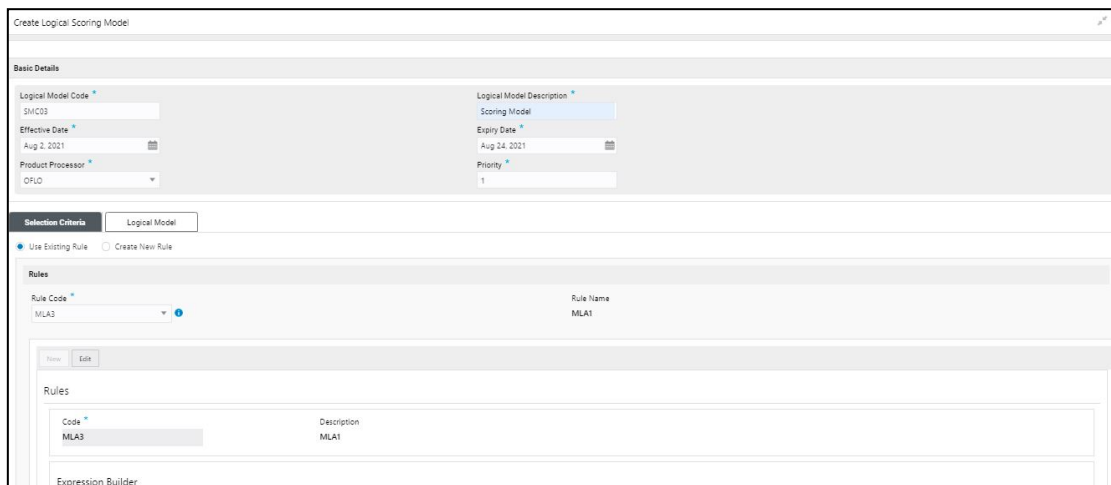 Create Logical Scoring Model
Basic Details
Logical Model Code *
Logical Model Description *
SMC03
Scoring Model
Effective Date *
Expiry Date *
Aug 2, 2021
Aug 24, 2021
Product Processor *
Priority *
OFLO
1
Selection Criteria
Logical Model
Use Existing Rule
Create New Rule
Rules
Rule Code *
Rule Name
MLA3
MLA1
New
Edit
Rules
Code *
Description
MLA3
MLA1
Expression Builder